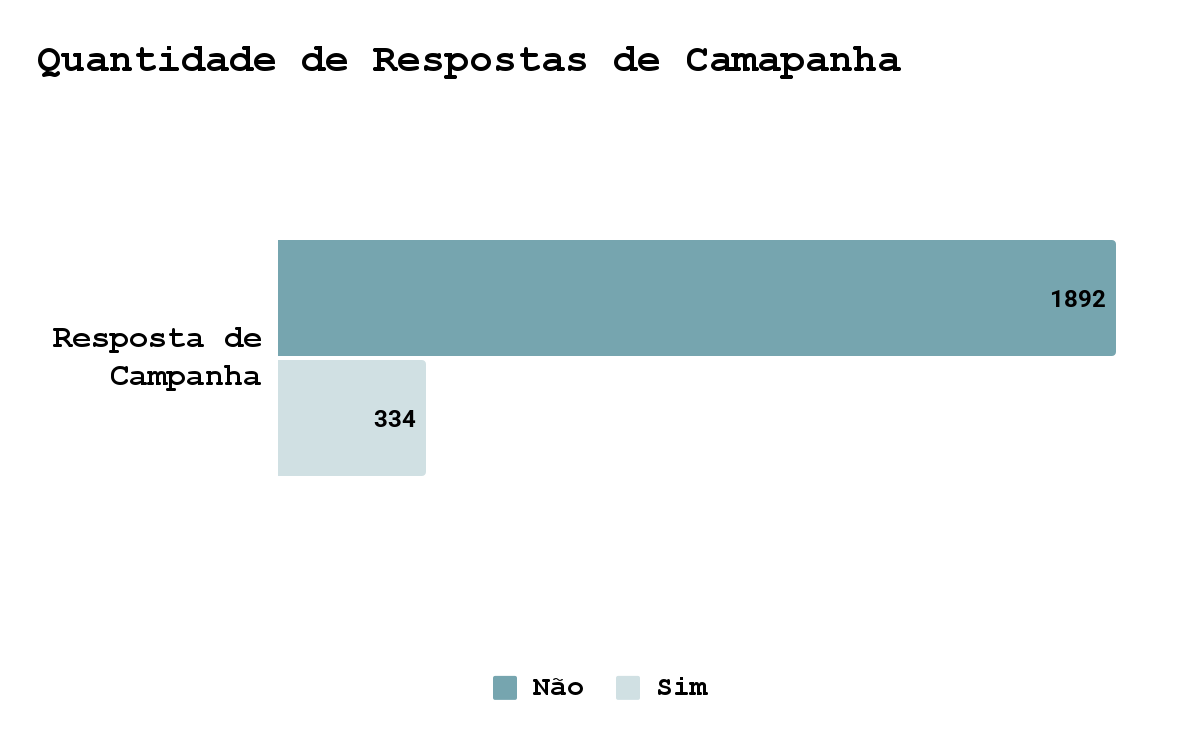 Quantidade de Respostas de Camapanha
1892
Resposta de
Campanha
334
Não
Sim